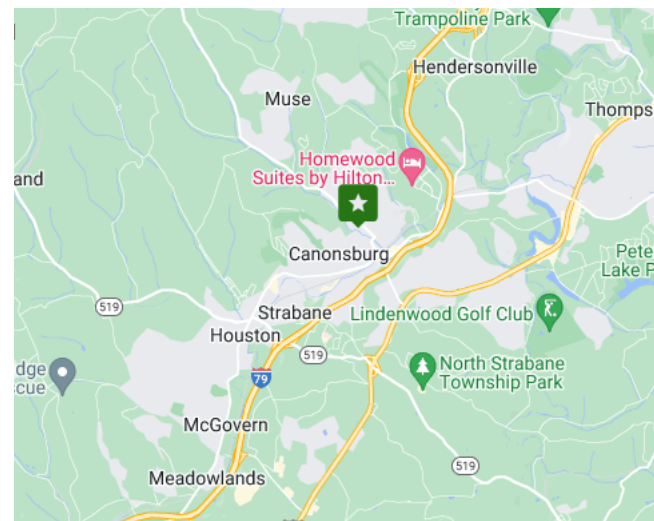 Trampoline Park
Hendersonville
Muse
Thomps
Homewood
Suites by Hilton...
and
Canonsburg
Pete
Lake P
519
Strabane
Lindenwood Golf Club
Houston
519
North Strabane
Township Park
dge
scue
79
McGovern
519
Meadowlands